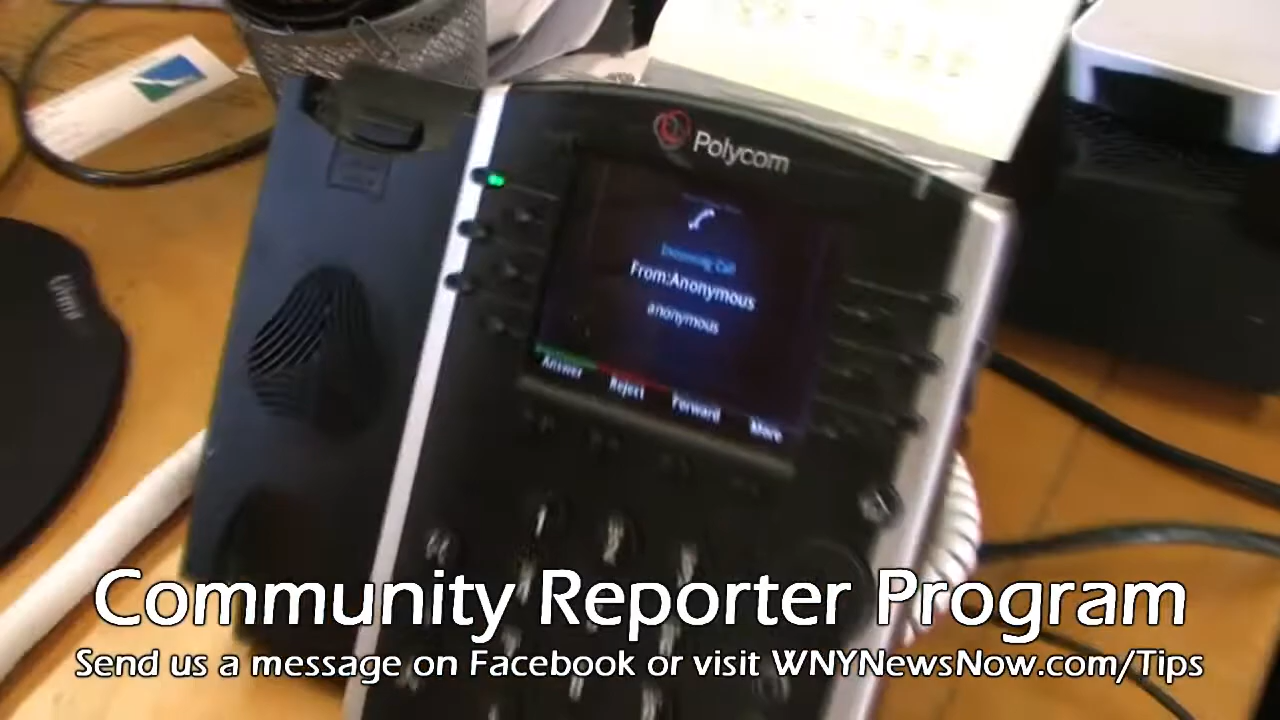 Polycom
Incoming Call
From:Anonymous
anonymous
Answer
Reject
Forward
More
Community Reporter Program
Send us a message on Facebook or visit WNYNewsNow.com/Tips